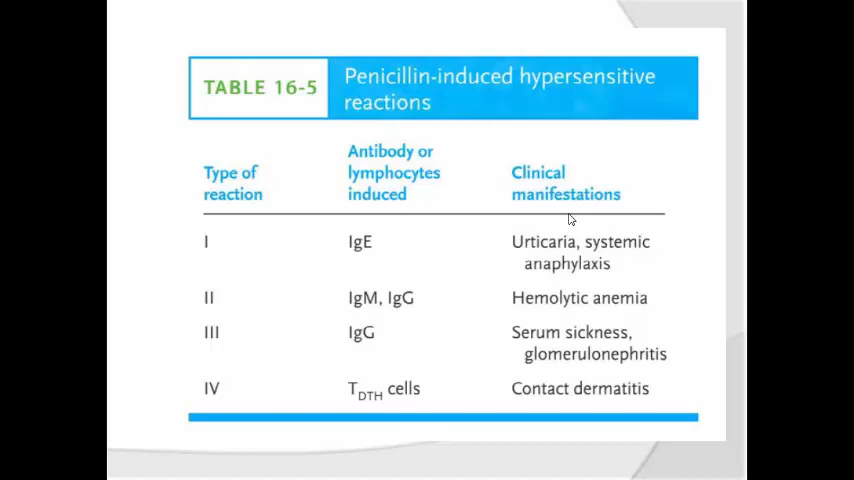 TABLE 16-5
Penicillin-induced hypersensitive
reactions
Type of
reaction
Antibody or
lymphocytes
induced
Clinical
manifestations
I IgE Urticaria, systemic
anaphylaxis
II IgM, IgG Hemolytic anemia
III IgG Serum sickness,
glomerulonephritis
IV TDTH cells Contact dermatitis